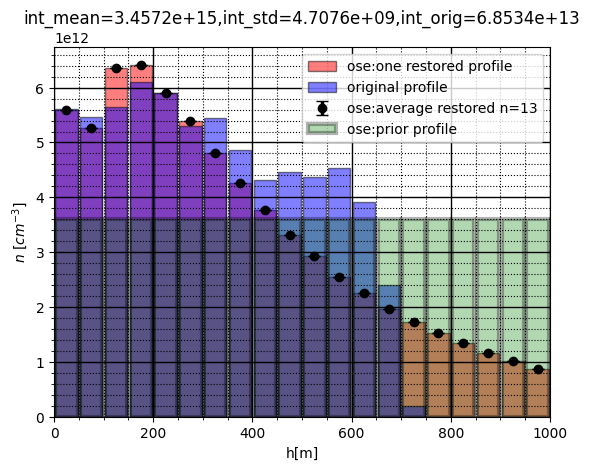 int_mean=3.4572e+15,int_std=4.7076e+09,int_orig=6.8534e+13
1e12
ose:one restored profile
original profile
ose:average restored n=13
ose:prior profile
6
5
4
3
2
1
0
n [cm⁻³]
0 200 400 600 800 1000
h[m]